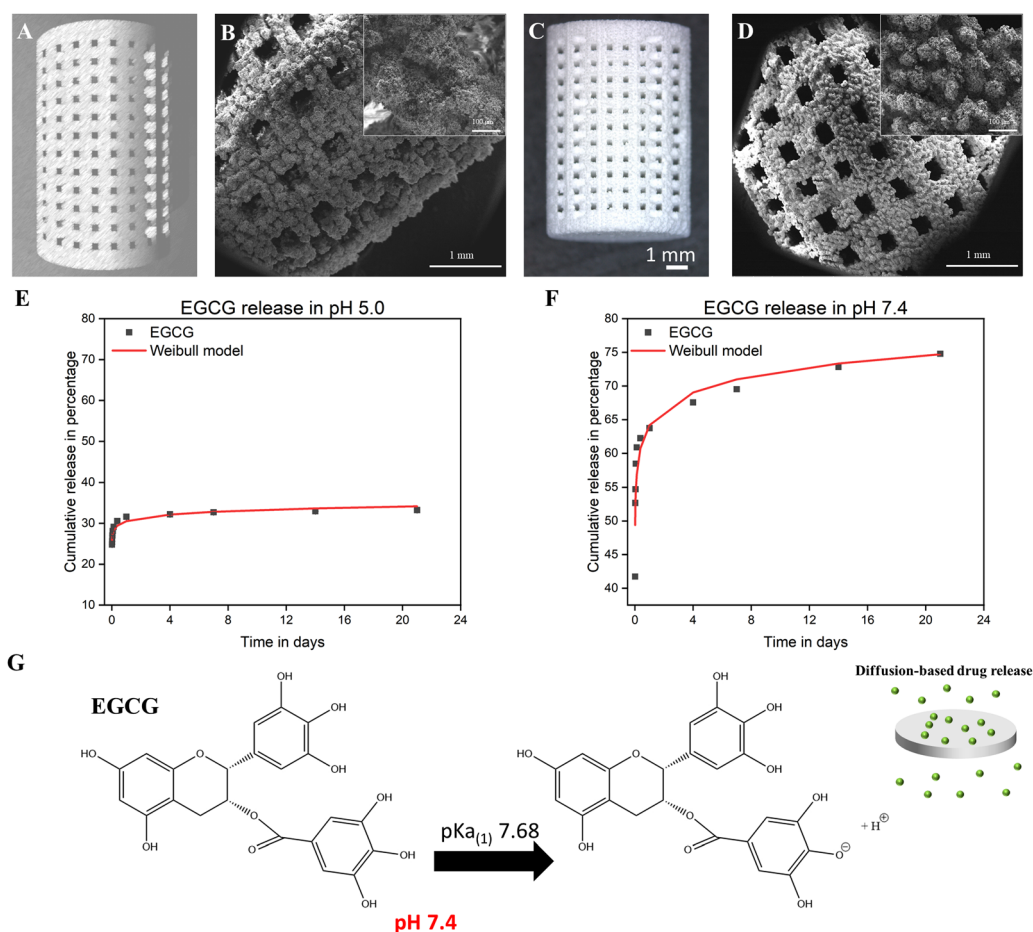 A
B
100 µm
1 mm
C
1 mm
D
100 µm
1 mm
E
EGCG release in pH 5.0
80
70
60
50
40
30
20
10
EGCG
Weibull model
Cumulative release in percentage
0
4
8
12
16
20
24
Time in days
F
EGCG release in pH 7.4
80
75
70
65
60
55
50
45
40
EGCG
Weibull model
Cumulative release in percentage
0
4
8
12
16
20
24
Time in days
G
EGCG
OH
OH
HO
O
OH
O
OH
O
OH
OH
OH
pKa(1) 7.68
pH 7.4
OH
OH
HO
O
OH
O
OH
O
OH
O⊖
OH
+ H⊕
Diffusion-based drug release